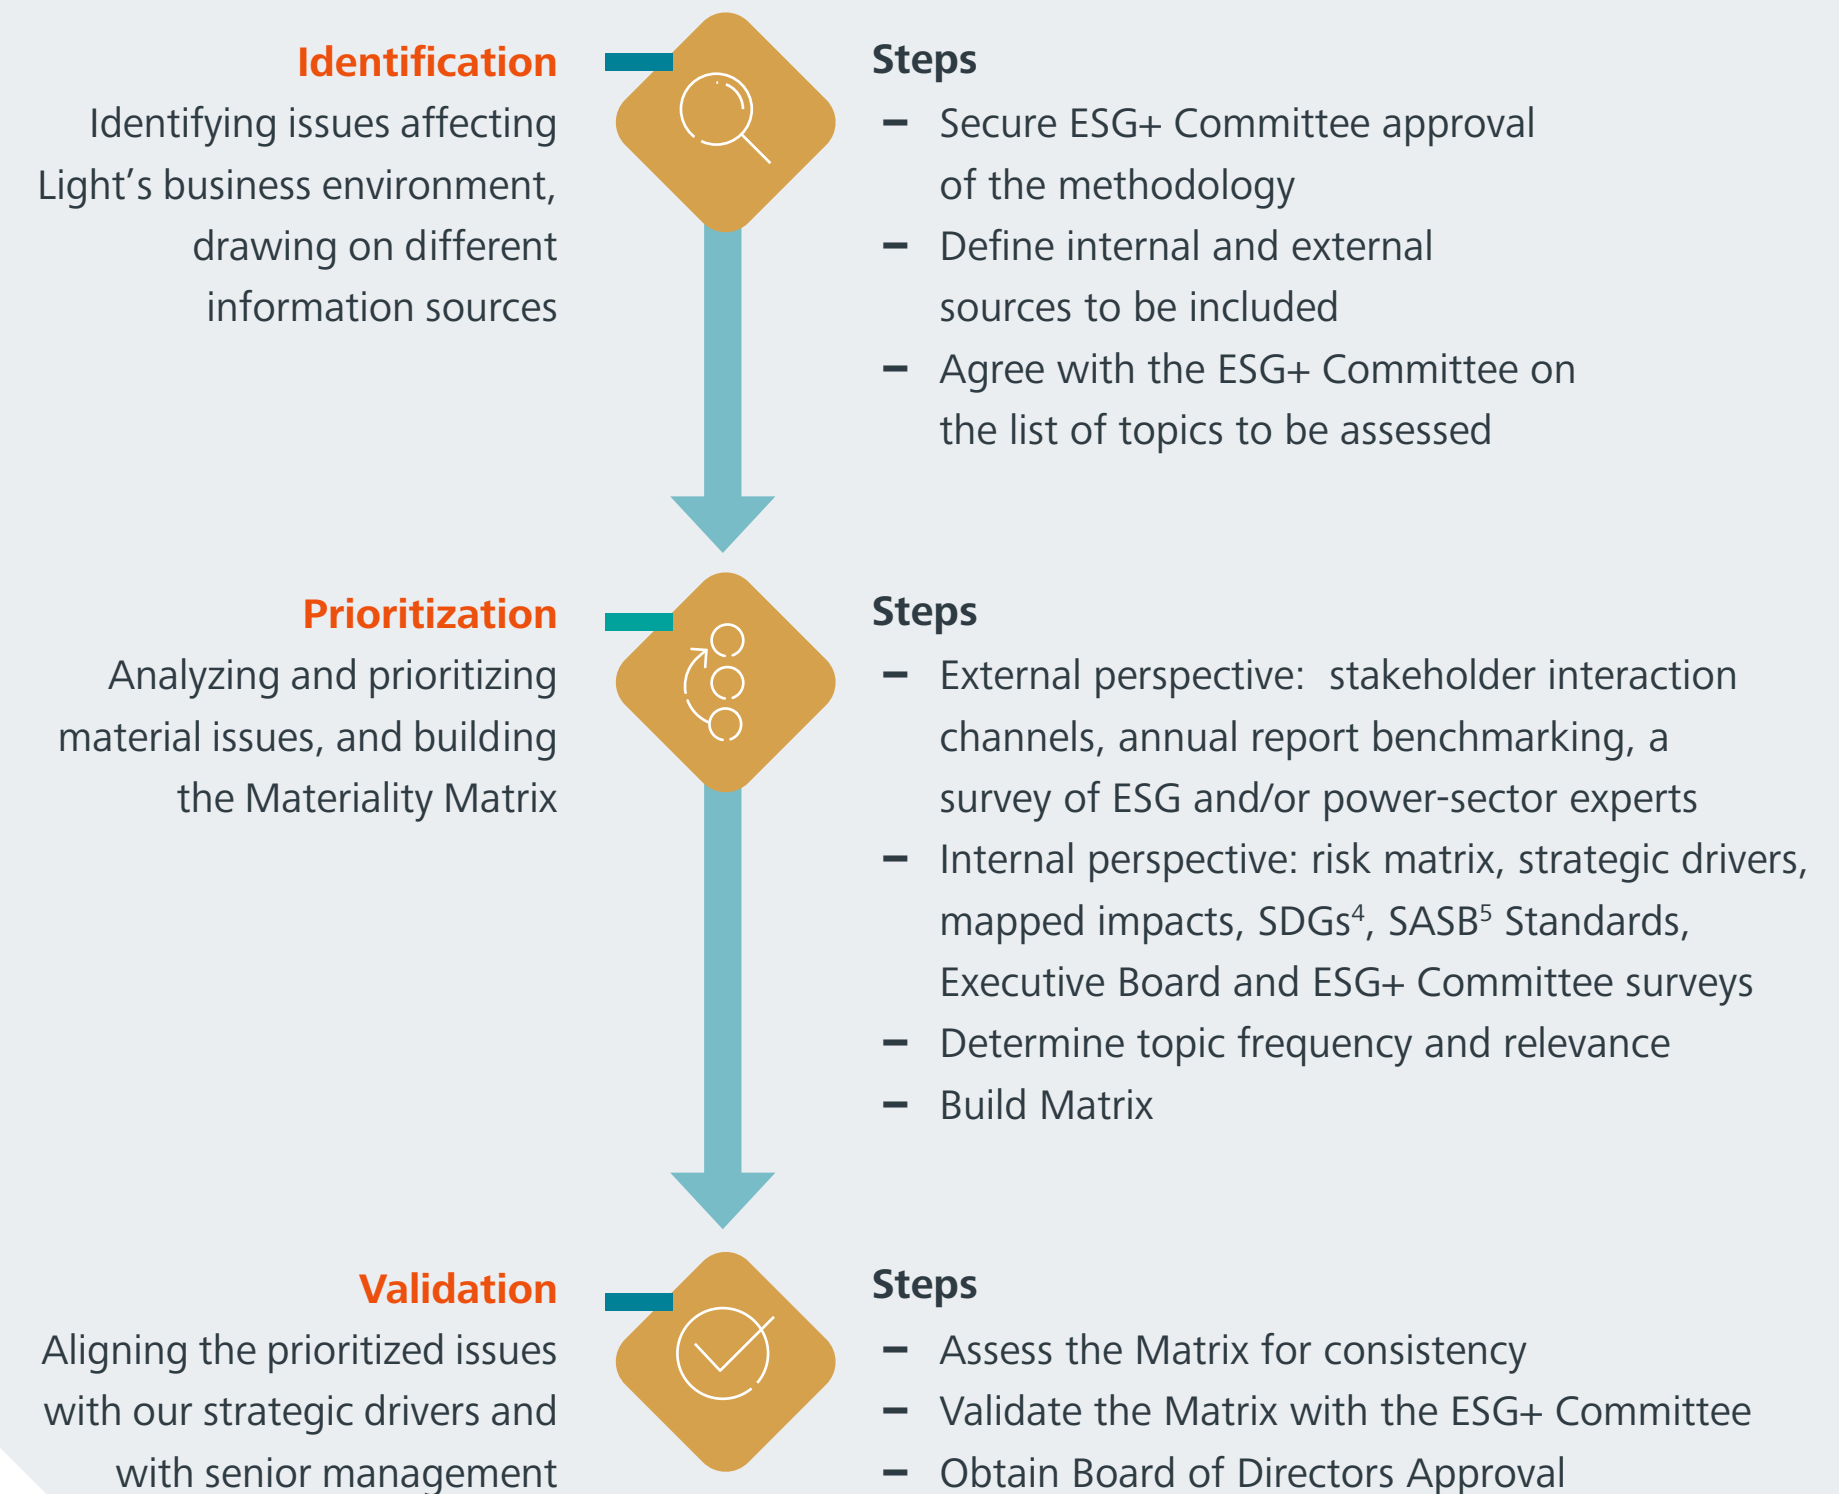 Identification
Identifying issues affecting
Light’s business environment,
drawing on different
information sources
Steps
– Secure ESG+ Committee approval
of the methodology
– Define internal and external
sources to be included
– Agree with the ESG+ Committee on
the list of topics to be assessed
Prioritization
Analyzing and prioritizing
material issues, and building
the Materiality Matrix
Steps
– External perspective: stakeholder interaction
channels, annual report benchmarking, a
survey of ESG and/or power-sector experts
– Internal perspective: risk matrix, strategic drivers,
mapped impacts, SDGs⁴, SASB⁵ Standards,
Executive Board and ESG+ Committee surveys
– Determine topic frequency and relevance
– Build Matrix
Validation
Aligning the prioritized issues
with our strategic drivers and
with senior management
Steps
– Assess the Matrix for consistency
– Validate the Matrix with the ESG+ Committee
– Obtain Board of Directors Approval